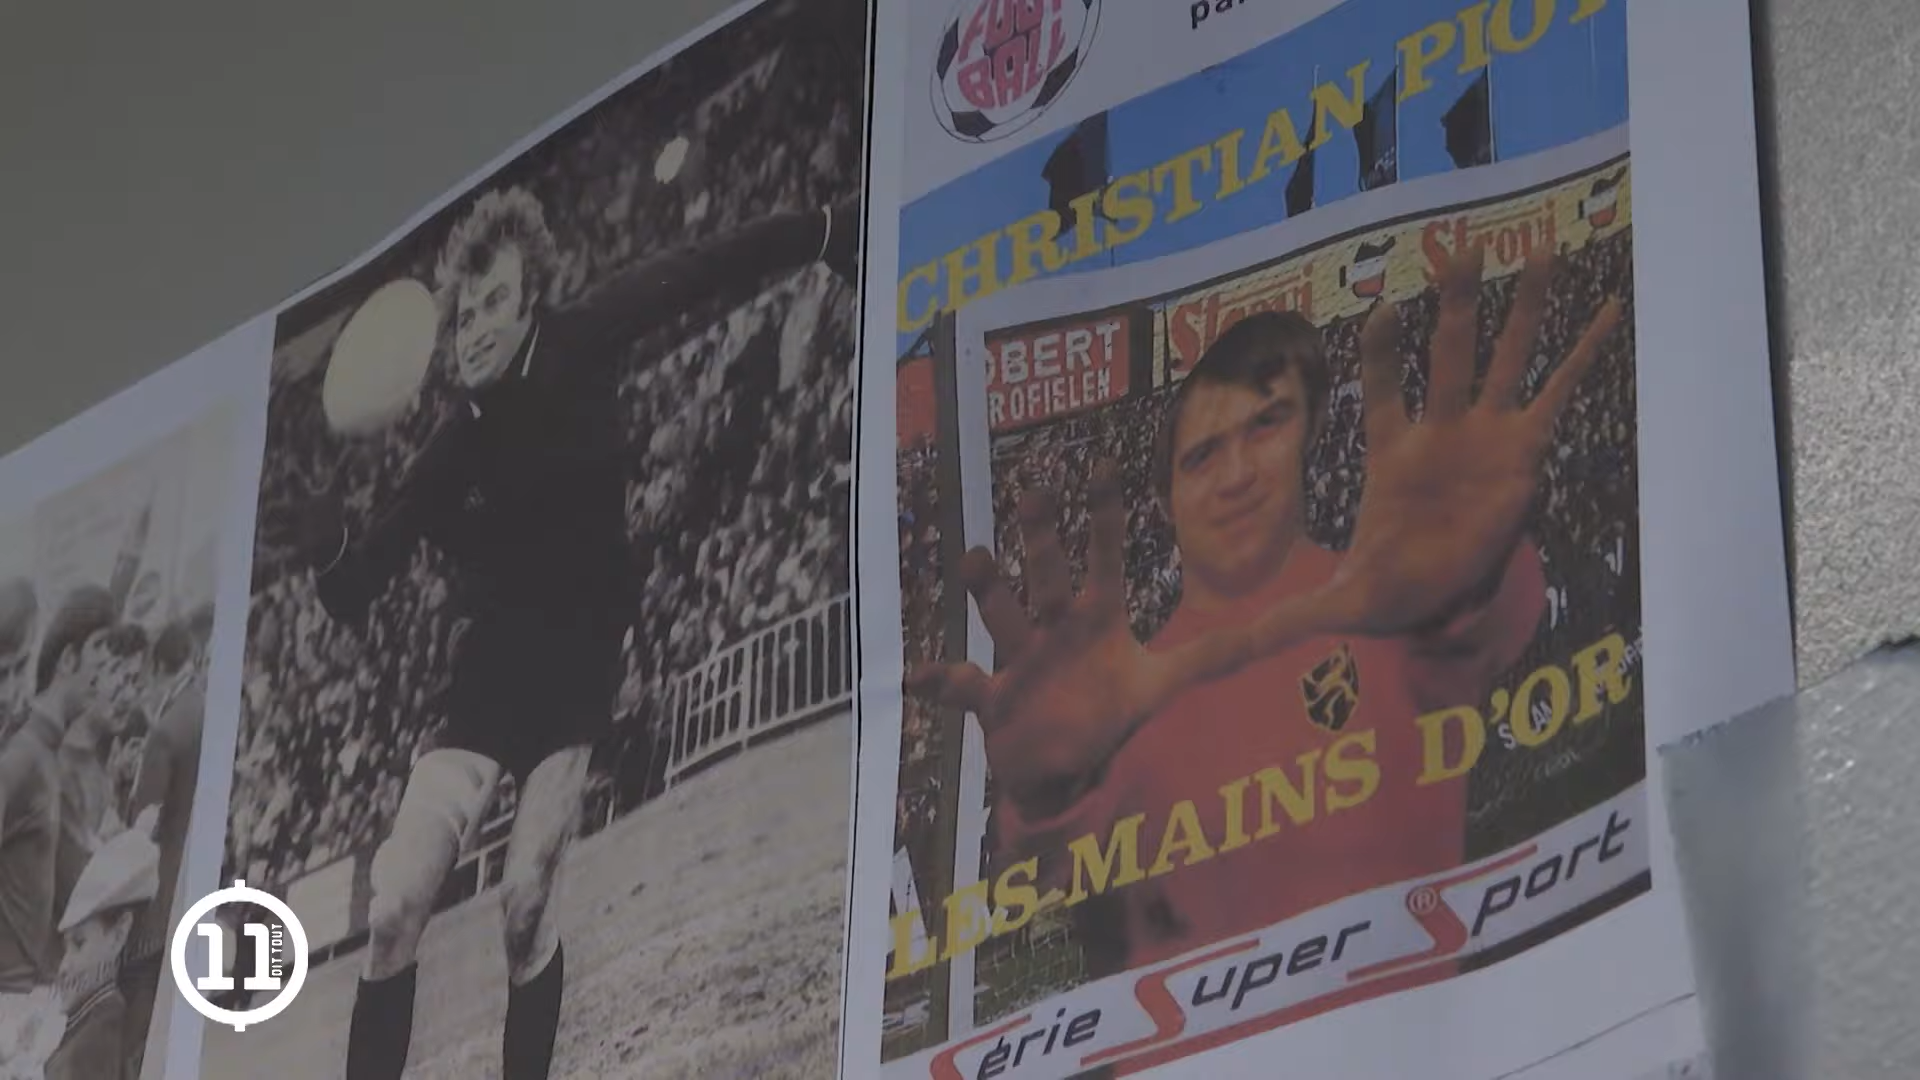 FOOT
BALL
CHRISTIAN PIOT
Stroui
Stroui
OBERT
ROFIELEN
LES MAINS D'OR
Série Super Sport
®
11
DIT TOUT